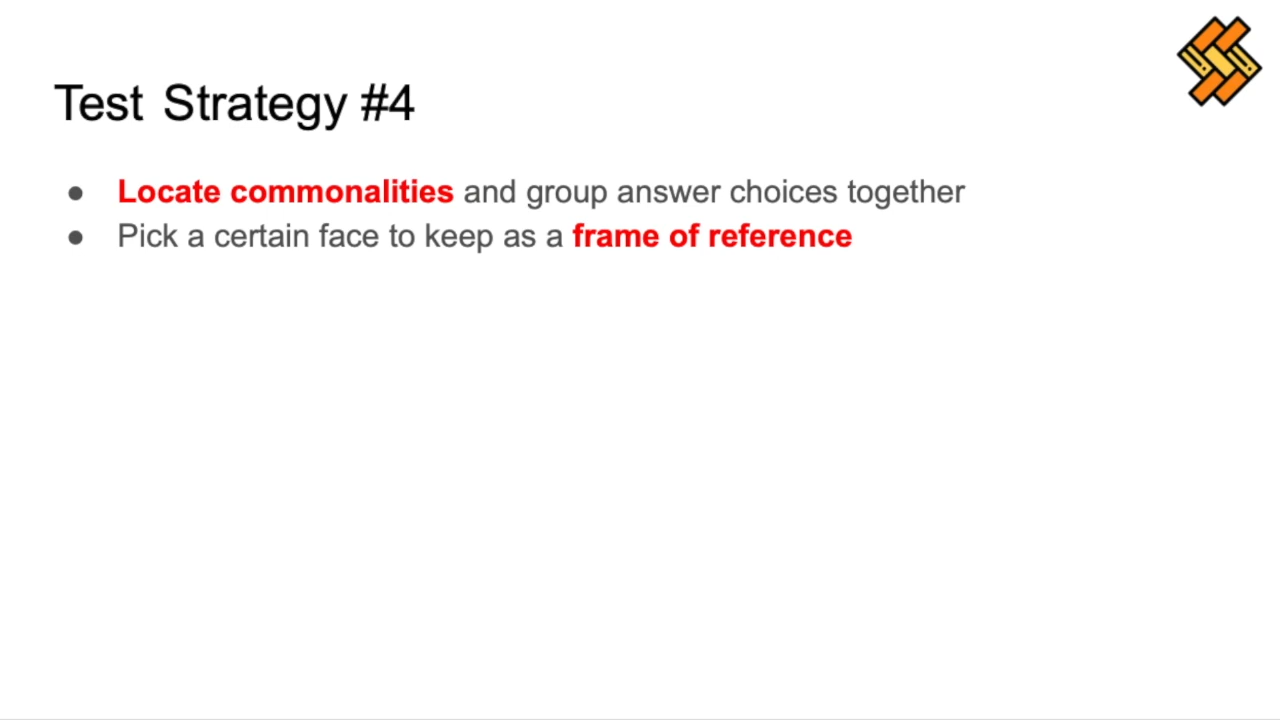 Test Strategy #4
● Locate commonalities and group answer choices together
● Pick a certain face to keep as a frame of reference